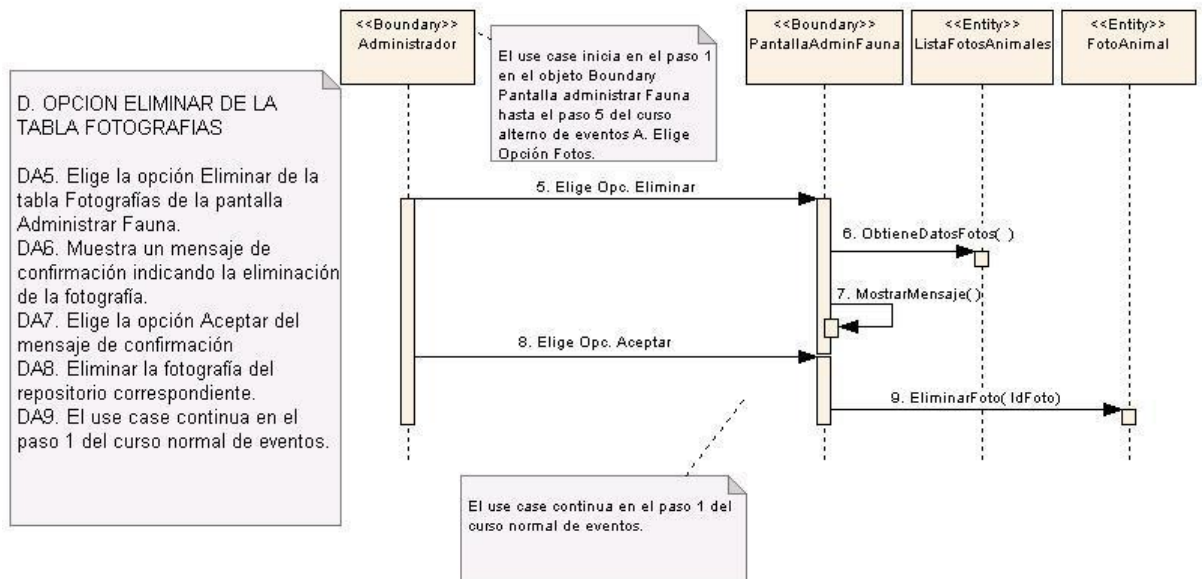 <<Boundary>>
Administrador
<<Boundary>>
PantallaAdminFauna
<<Entity>>
ListaFotosAnimales
<<Entity>>
FotoAnimal
El use case inicia en el paso 1
en el objeto Boundary
Pantalla administrar Fauna
hasta el paso 5 del curso
alterno de eventos A. Elige
Opción Fotos.
D. OPCION ELIMINAR DE LA
TABLA FOTOGRAFIAS
DA5. Elige la opción Eliminar de la
tabla Fotografías de la pantalla
Administrar Fauna.
DA6. Muestra un mensaje de
confirmación indicando la eliminación
de la fotografía.
DA7. Elige la opción Aceptar del
mensaje de confirmación
DA8. Eliminar la fotografía del
repositorio correspondiente.
DA9. El use case continua en el
paso 1 del curso normal de eventos.
5. Elige Opc. Eliminar
6. ObtieneDatosFotos( )
7. MostrarMensaje( )
8. Elige Opc. Aceptar
9. EliminarFoto( IdFoto)
El use case continua en el paso 1 del
curso normal de eventos.